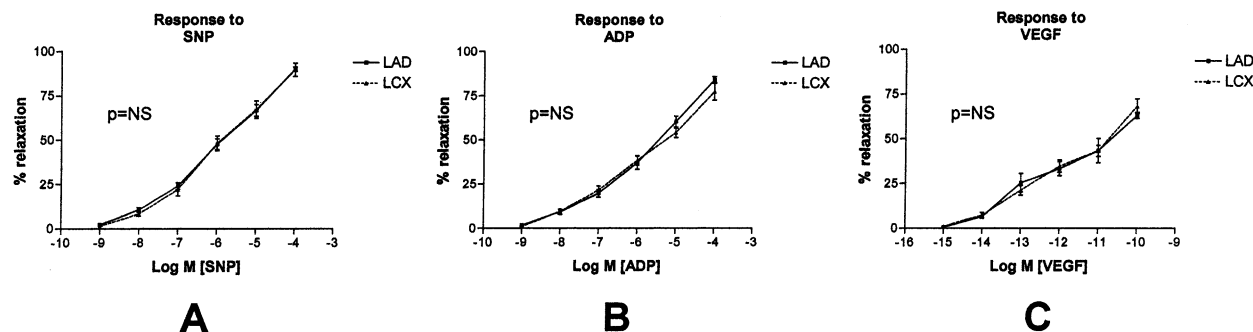 Response to
SNP
100
75
50
25
0
% relaxation
p=NS
LAD
LCX
-10 -9 -8 -7 -6 -5 -4 -3
Log M [SNP]
A
Response to
ADP
100
75
50
25
0
% relaxation
p=NS
LAD
LCX
-10 -9 -8 -7 -6 -5 -4 -3
Log M [ADP]
B
Response to
VEGF
100
75
50
25
0
% relaxation
p=NS
LAD
LCX
-16 -15 -14 -13 -12 -11 -10 -9
Log M [VEGF]
C